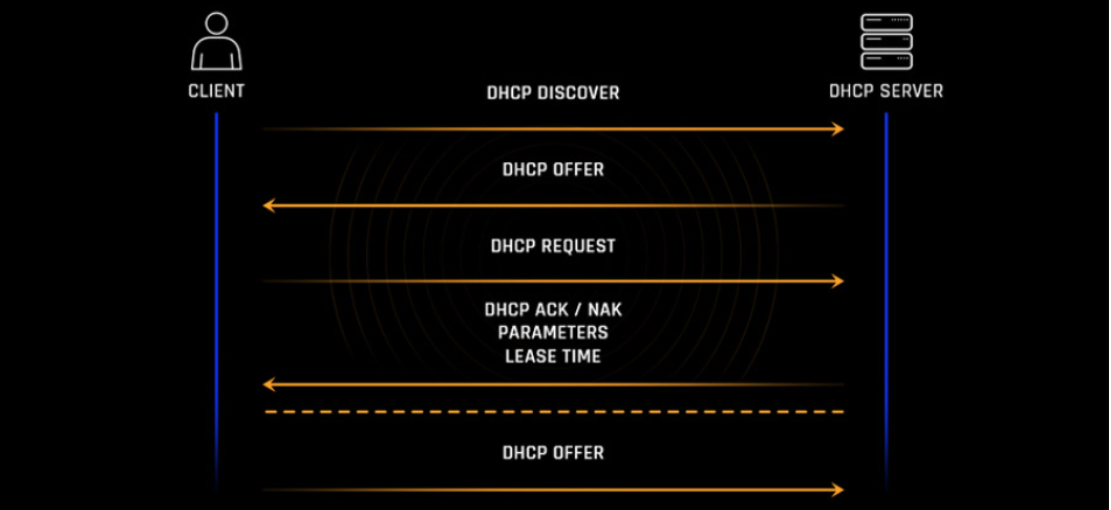 CLIENT
DHCP SERVER
DHCP DISCOVER
DHCP OFFER
DHCP REQUEST
DHCP ACK / NAK
PARAMETERS
LEASE TIME
DHCP OFFER